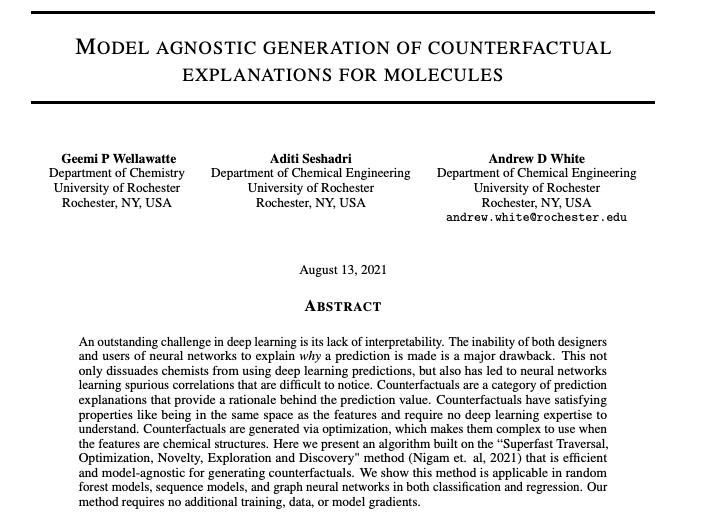 MODEL AGNOSTIC GENERATION OF COUNTERFACTUAL
EXPLANATIONS FOR MOLECULES
Geemi P Wellawatte
Department of Chemistry
University of Rochester
Rochester, NY, USA
Aditi Seshadri
Department of Chemical Engineering
University of Rochester
Rochester, NY, USA
Andrew D White
Department of Chemical Engineering
University of Rochester
Rochester, NY, USA
andrew.white@rochester.edu
August 13, 2021
ABSTRACT
An outstanding challenge in deep learning is its lack of interpretability. The inability of both designers
and users of neural networks to explain why a prediction is made is a major drawback. This not
only dissuades chemists from using deep learning predictions, but also has led to neural networks
learning spurious correlations that are difficult to notice. Counterfactuals are a category of prediction
explanations that provide a rationale behind the prediction value. Counterfactuals have satisfying
properties like being in the same space as the features and require no deep learning expertise to
understand. Counterfactuals are generated via optimization, which makes them complex to use when
the features are chemical structures. Here we present an algorithm built on the “Superfast Traversal,
Optimization, Novelty, Exploration and Discovery" method (Nigam et. al, 2021) that is efficient
and model-agnostic for generating counterfactuals. We show this method is applicable in random
forest models, sequence models, and graph neural networks in both classification and regression. Our
method requires no additional training, data, or model gradients.